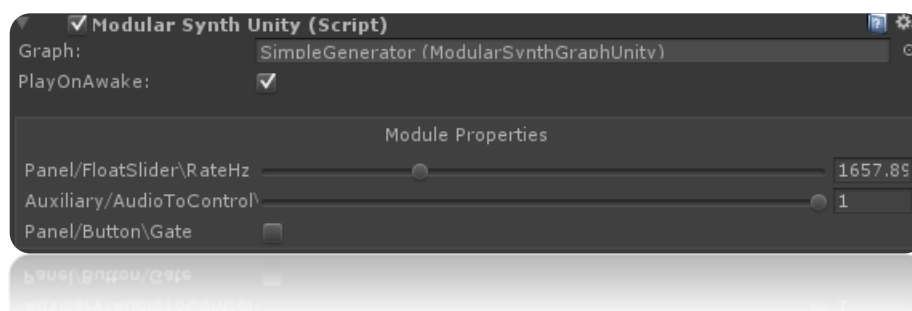 Modular Synth Unity (Script)
Graph: SimpleGenerator (ModularSynthGraphUnity)
PlayOnAwake:
Module Properties
Panel/FloatSlider\RateHz 1657.89
Auxiliary/AudioToControl\ 1
Panel/Button\Gate